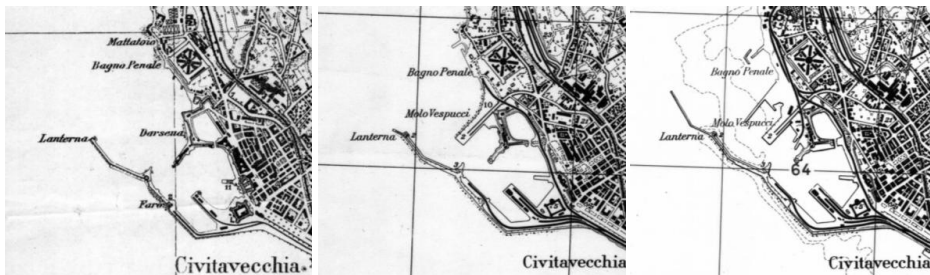 Mattatoio
Bagno Penale
Lanterna
Darsena
Faro
Civitavecchia
Bagno Penale
Molo Vespucci
Lanterna
Civitavecchia
Bagno Penale
Molo Vespucci
Lanterna
64
Civitavecchia